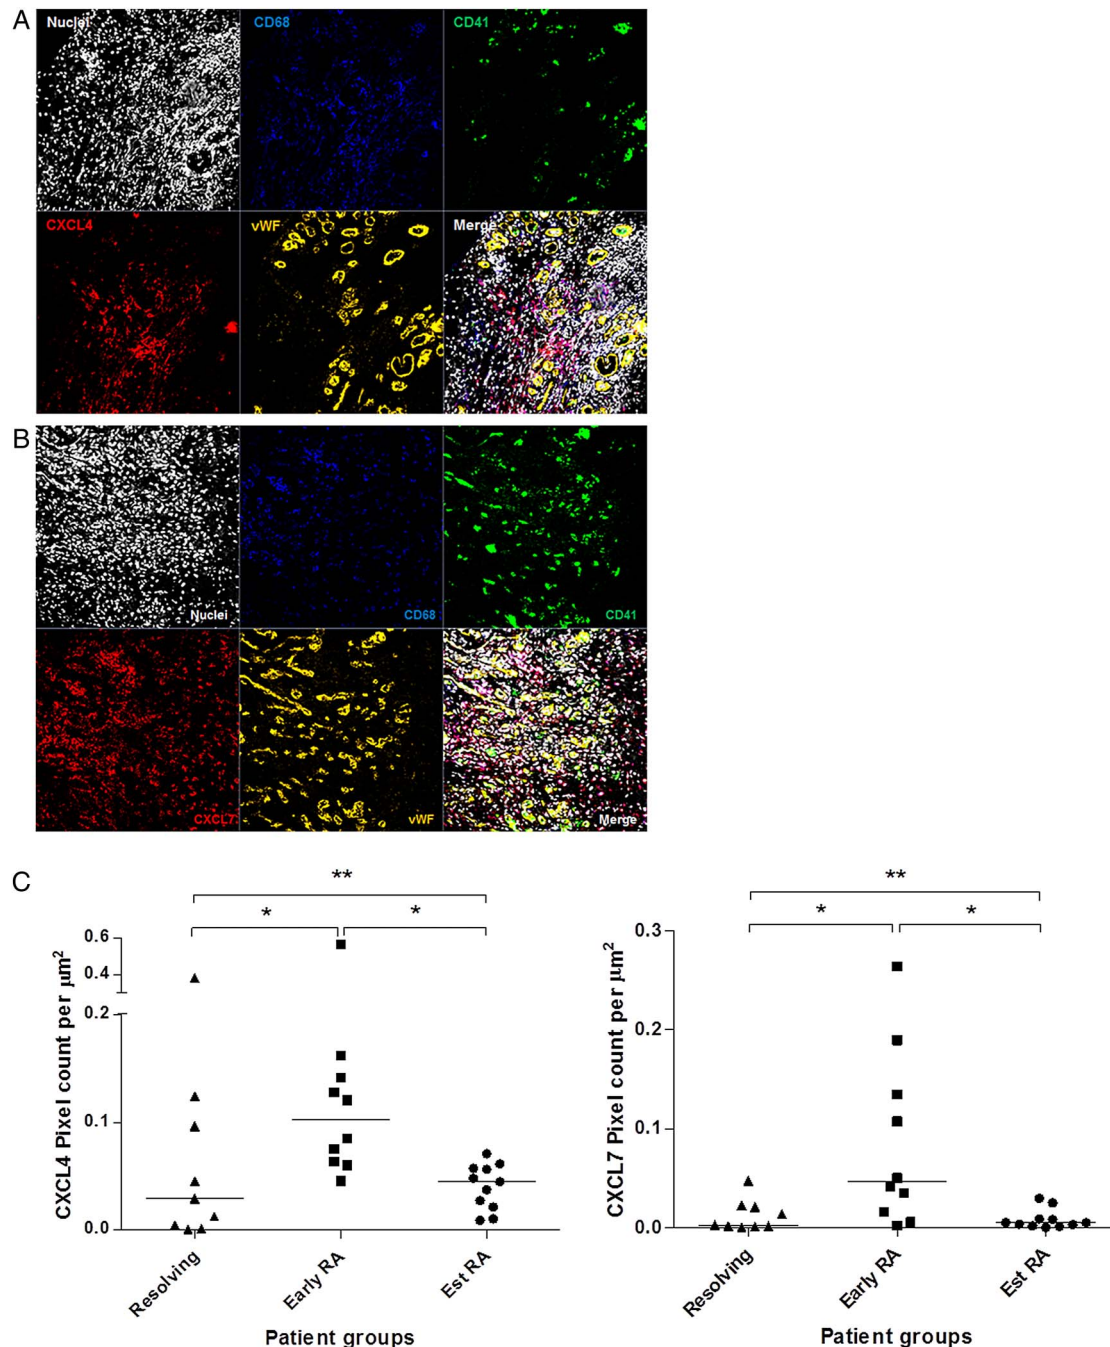 A
Nuclei
CD68
CD41
CXCL4
vWF
Merge
B
Nuclei
CD68
CD41
CXCL7
vWF
Merge
C
**
*
*
0.6
0.4
0.2
0.1
0.0
CXCL4 Pixel count per μm²
Resolving
Early RA
Est RA
Patient groups
**
*
*
0.3
0.2
0.1
0.0
CXCL7 Pixel count per μm²
Resolving
Early RA
Est RA
Patient groups